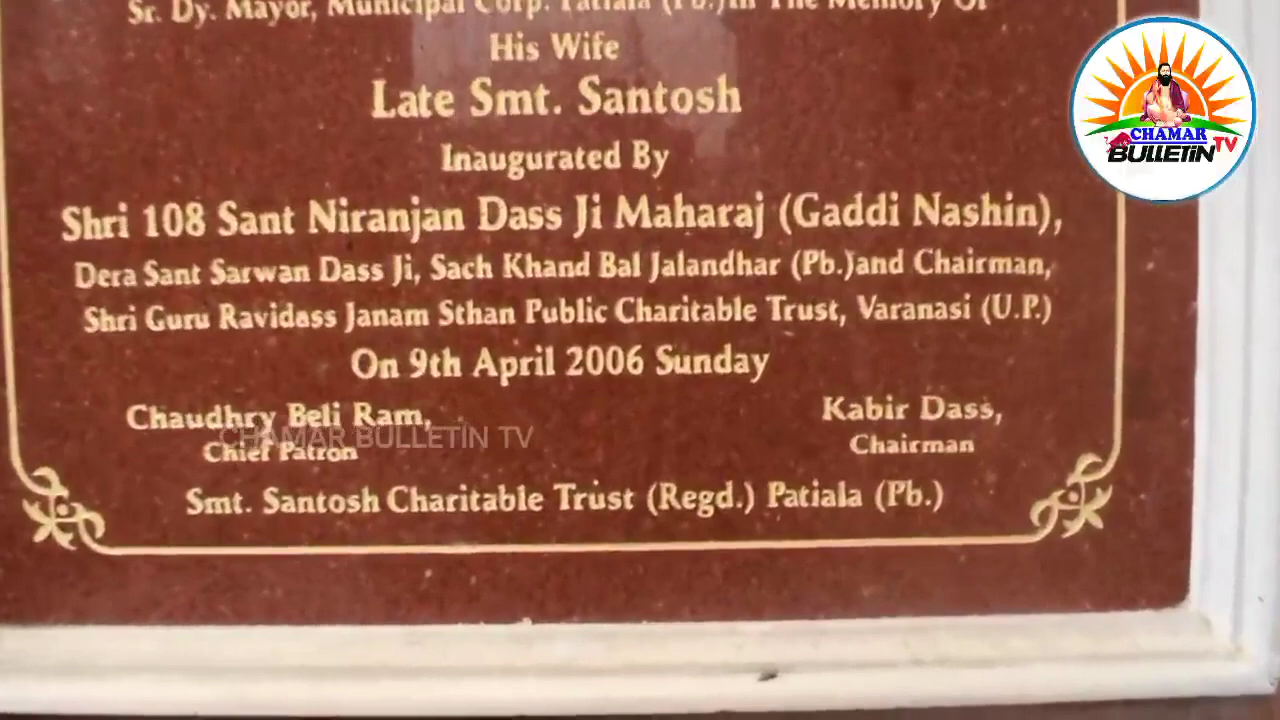 Sr. Dy. Mayor, Municipal Corp. Patiala (Pb.)In The Memory Of
His Wife
Late Smt. Santosh
Inaugurated By
Shri 108 Sant Niranjan Dass Ji Maharaj (Gaddi Nashin),
Dera Sant Sarwan Dass Ji, Sach Khand Bal Jalandhar (Pb.)and Chairman,
Shri Guru Ravidass Janam Sthan Public Charitable Trust, Varanasi (U.P.)
On 9th April 2006 Sunday
Chaudhry Beli Ram,
Chief Patron
Kabir Dass,
Chairman
Smt. Santosh Charitable Trust (Regd.) Patiala (Pb.)
CHAMAR BULLETIN TV
CHAMAR
BULLETIN TV